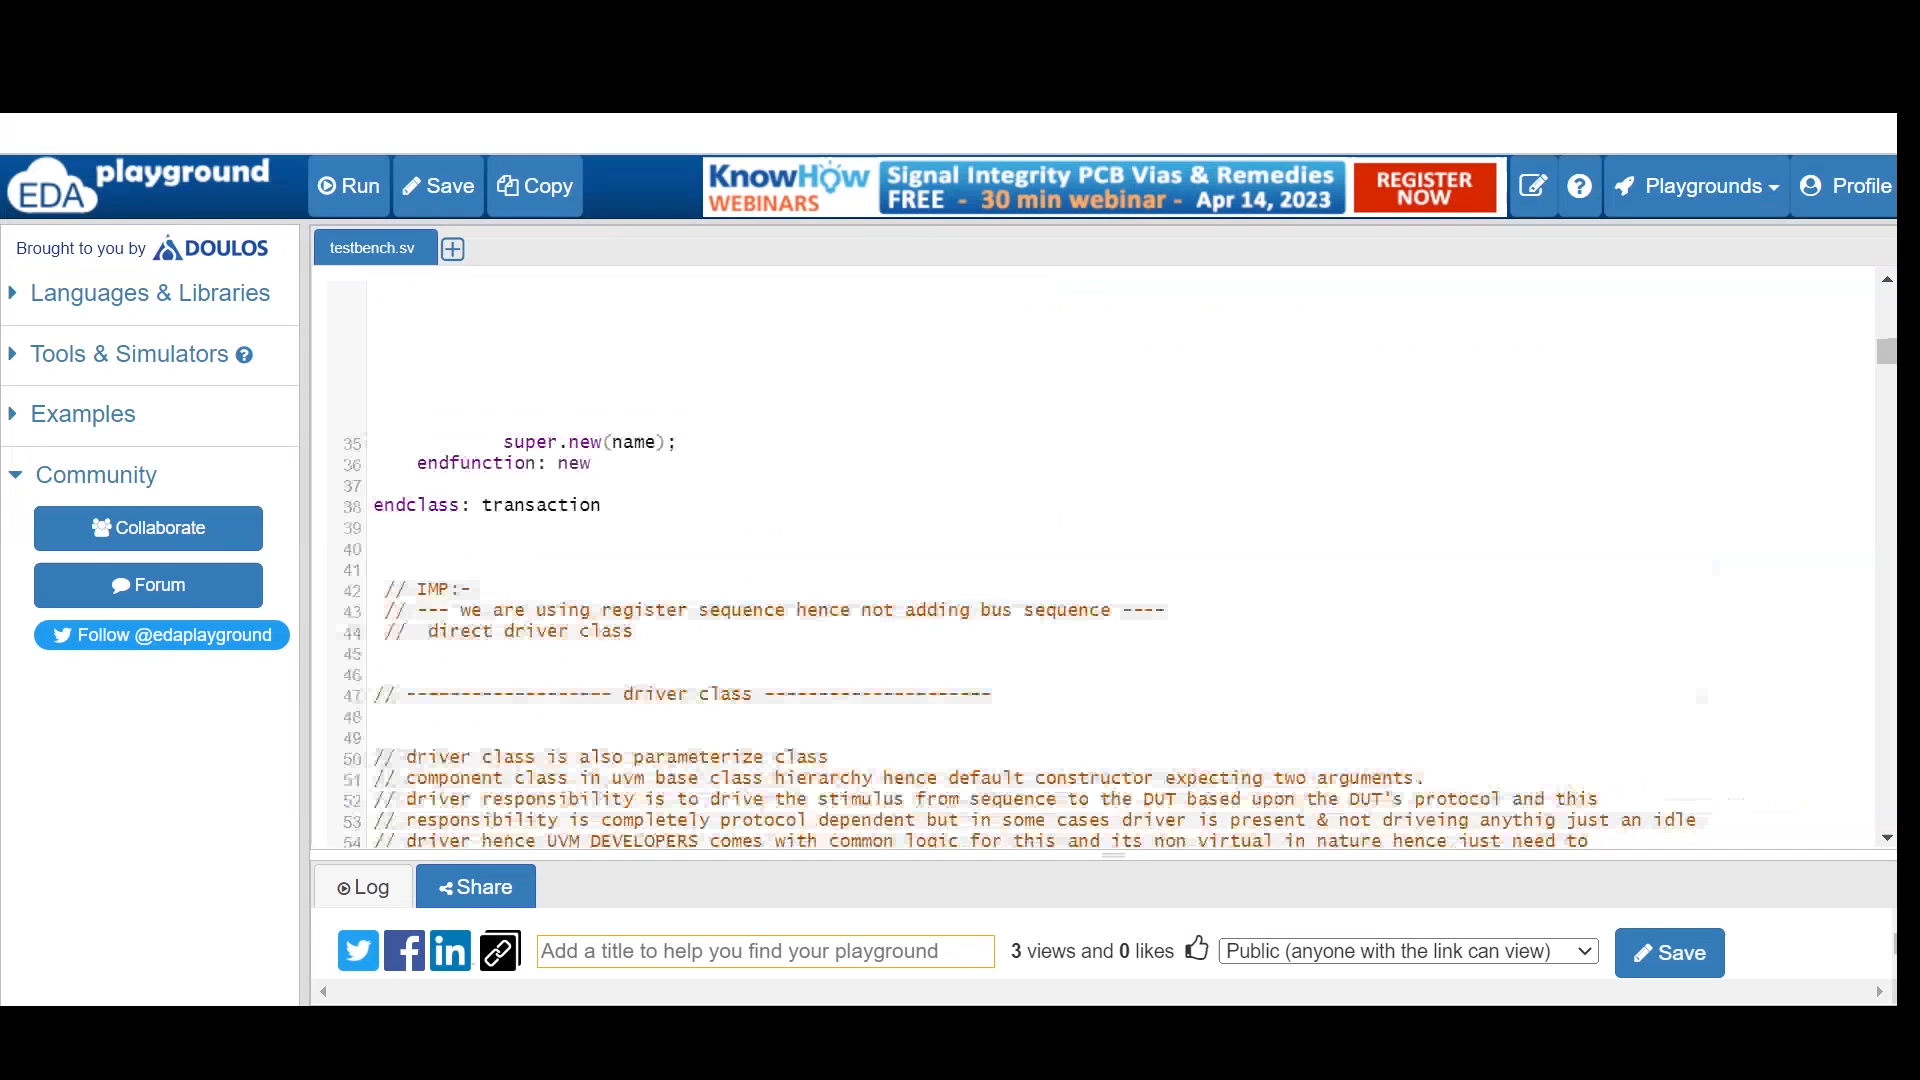 EDA playground
Run
Save
Copy
KnowHow
WEBINARS
Signal Integrity PCB Vias & Remedies
FREE - 30 min webinar - Apr 14, 2023
REGISTER
NOW
Playgrounds
Profile
Brought to you by DOULOS
Languages & Libraries
Tools & Simulators
Examples
Community
Collaborate
Forum
Follow @edaplayground
testbench.sv
35 super.new(name);
36 endfunction: new
37
38 endclass: transaction
39
40
41
42 // IMP:-
43 // --- we are using register sequence hence not adding bus sequence ----
44 // direct driver class
45
46
47 // ------------------- driver class ---------------------
48
49
50 // driver class is also parameterize class
51 // component class in uvm base class hierarchy hence default constructor expecting two arguments.
52 // driver responsibility is to drive the stimulus from sequence to the DUT based upon the DUT's protocol and this
53 // responsibility is completely protocol dependent but in some cases driver is present & not driveing anythig just an idle
54 // driver hence UVM DEVELOPERS comes with common logic for this and its non virtual in nature hence just need to
Log
Share
Add a title to help you find your playground
3 views and 0 likes
Public (anyone with the link can view)
Save